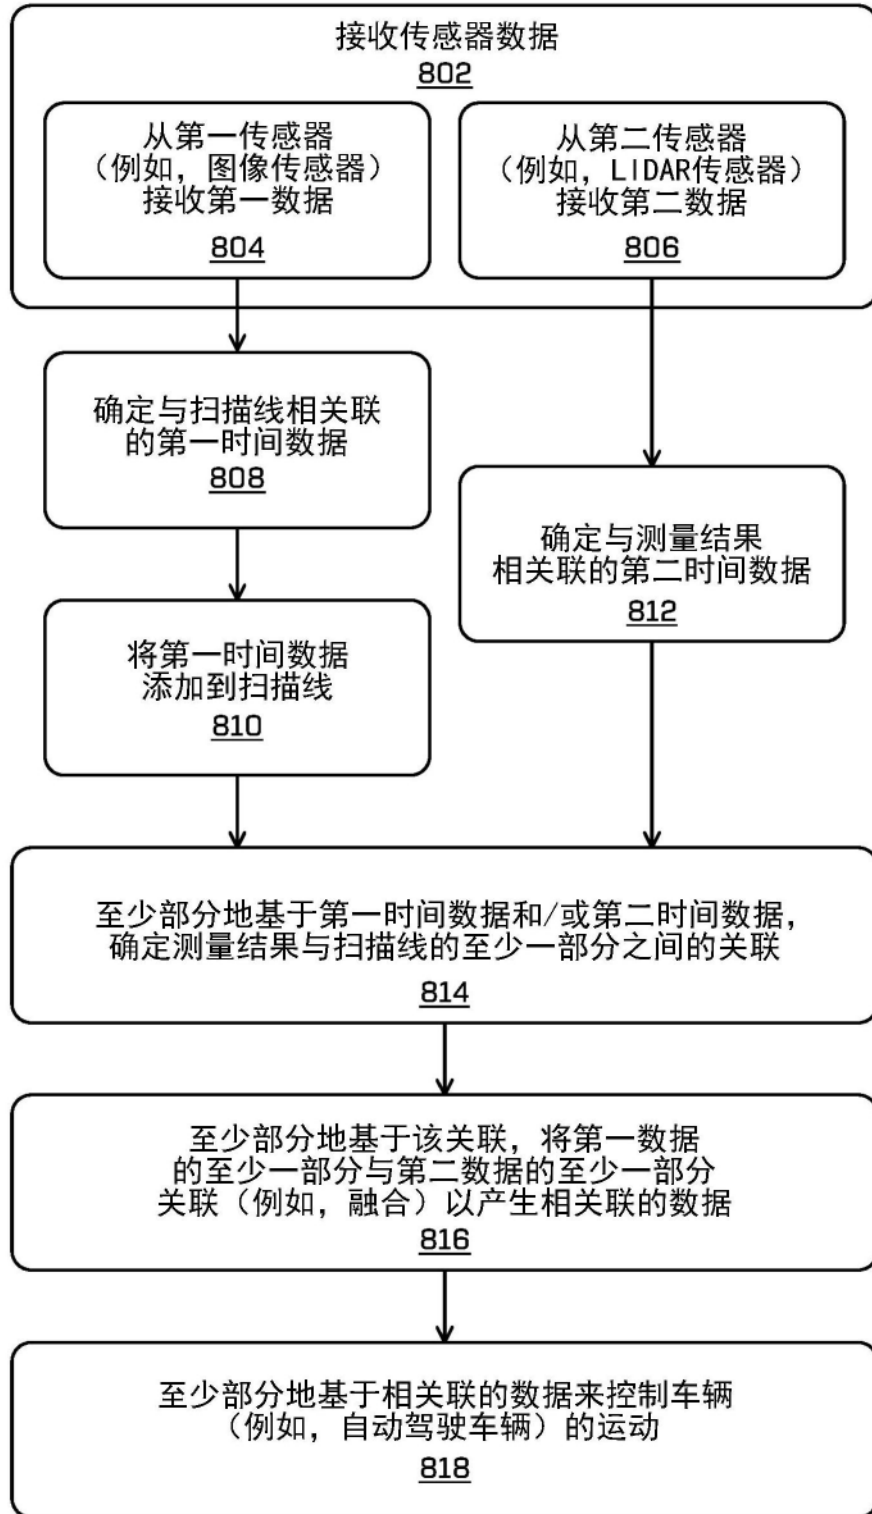 接收传感器数据
802
从第一传感器
（例如，图像传感器）
接收第一数据
804
从第二传感器
（例如，LIDAR传感器）
接收第二数据
806
确定与扫描线相关联
的第一时间数据
808
确定与测量结果
相关联的第二时间数据
812
将第一时间数据
添加到扫描线
810
至少部分地基于第一时间数据和/或第二时间数据，
确定测量结果与扫描线的至少一部分之间的关联
814
至少部分地基于该关联，将第一数据
的至少一部分与第二数据的至少一部分
关联（例如，融合）以产生相关联的数据
816
至少部分地基于相关联的数据来控制车辆
（例如，自动驾驶车辆）的运动
818